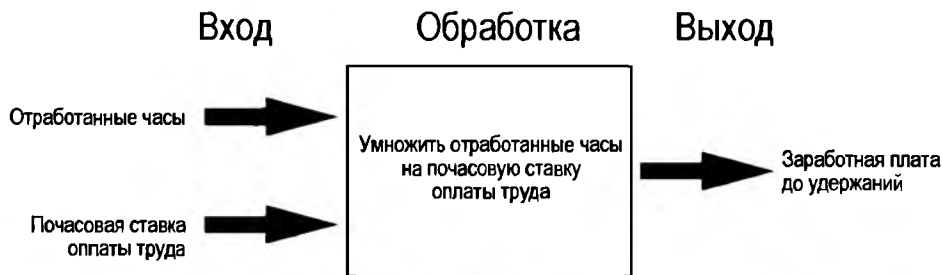 Вход
Обработка
Выход
Отработанные часы
Почасовая ставка
оплаты труда
Умножить отработанные часы
на почасовую ставку
оплаты труда
Заработная плата
до удержаний